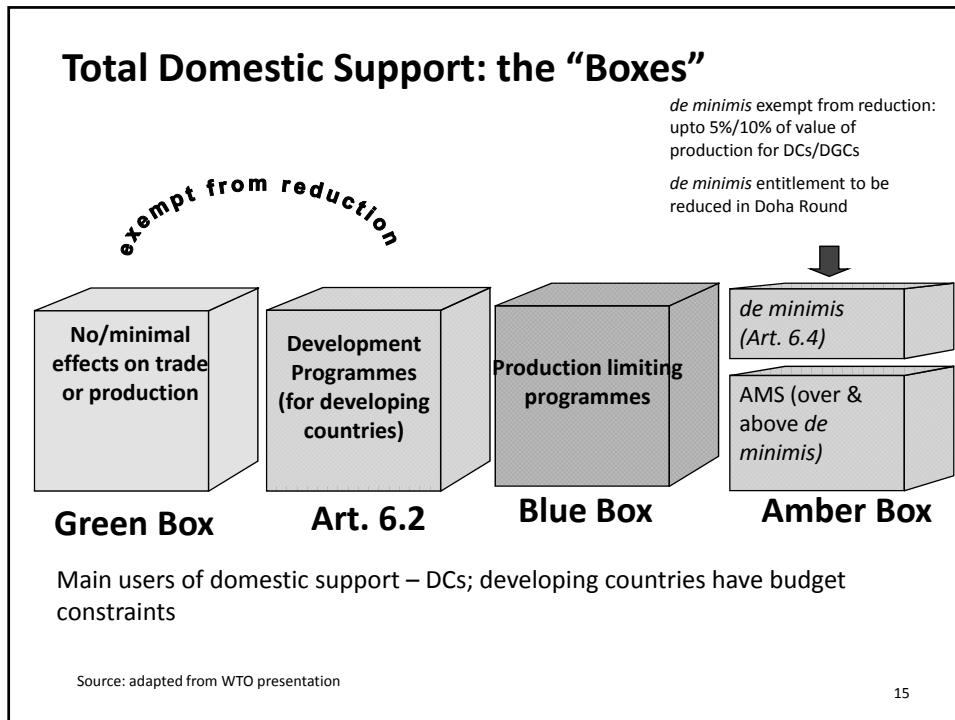 Total Domestic Support: the “Boxes”
de minimis exempt from reduction:
upto 5%/10% of value of
production for DCs/DGCs
de minimis entitlement to be
reduced in Doha Round
exempt from reduction
No/minimal
effects on trade
or production
Development
Programmes
(for developing
countries)
Production limiting
programmes
de minimis
(Art. 6.4)
AMS (over &
above de
minimis)
Green Box
Art. 6.2
Blue Box
Amber Box
Main users of domestic support – DCs; developing countries have budget
constraints
Source: adapted from WTO presentation
15